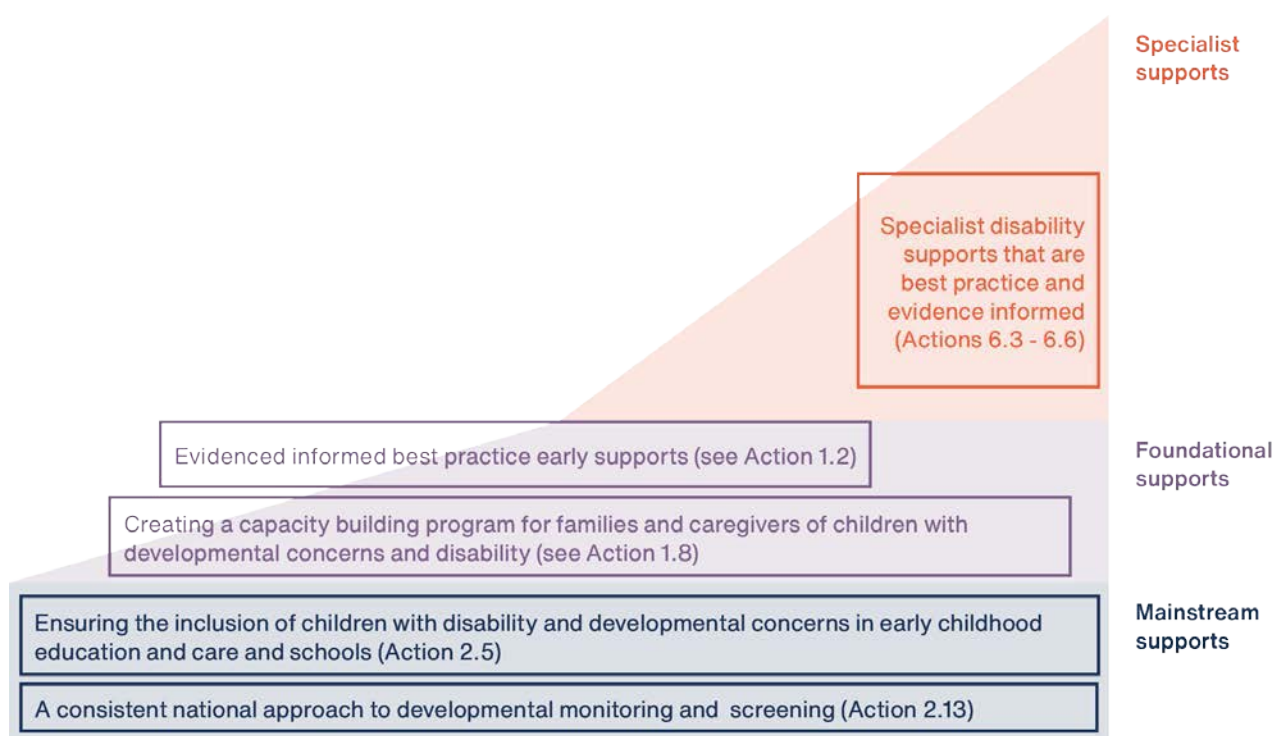 Specialist
supports
Specialist disability
supports that are
best practice and
evidence informed
(Actions 6.3 - 6.6)
Evidenced informed best practice early supports (see Action 1.2)
Foundational
supports
Creating a capacity building program for families and caregivers of children with
developmental concerns and disability (see Action 1.8)
Ensuring the inclusion of children with disability and developmental concerns in early childhood
education and care and schools (Action 2.5)
Mainstream
supports
A consistent national approach to developmental monitoring and screening (Action 2.13)